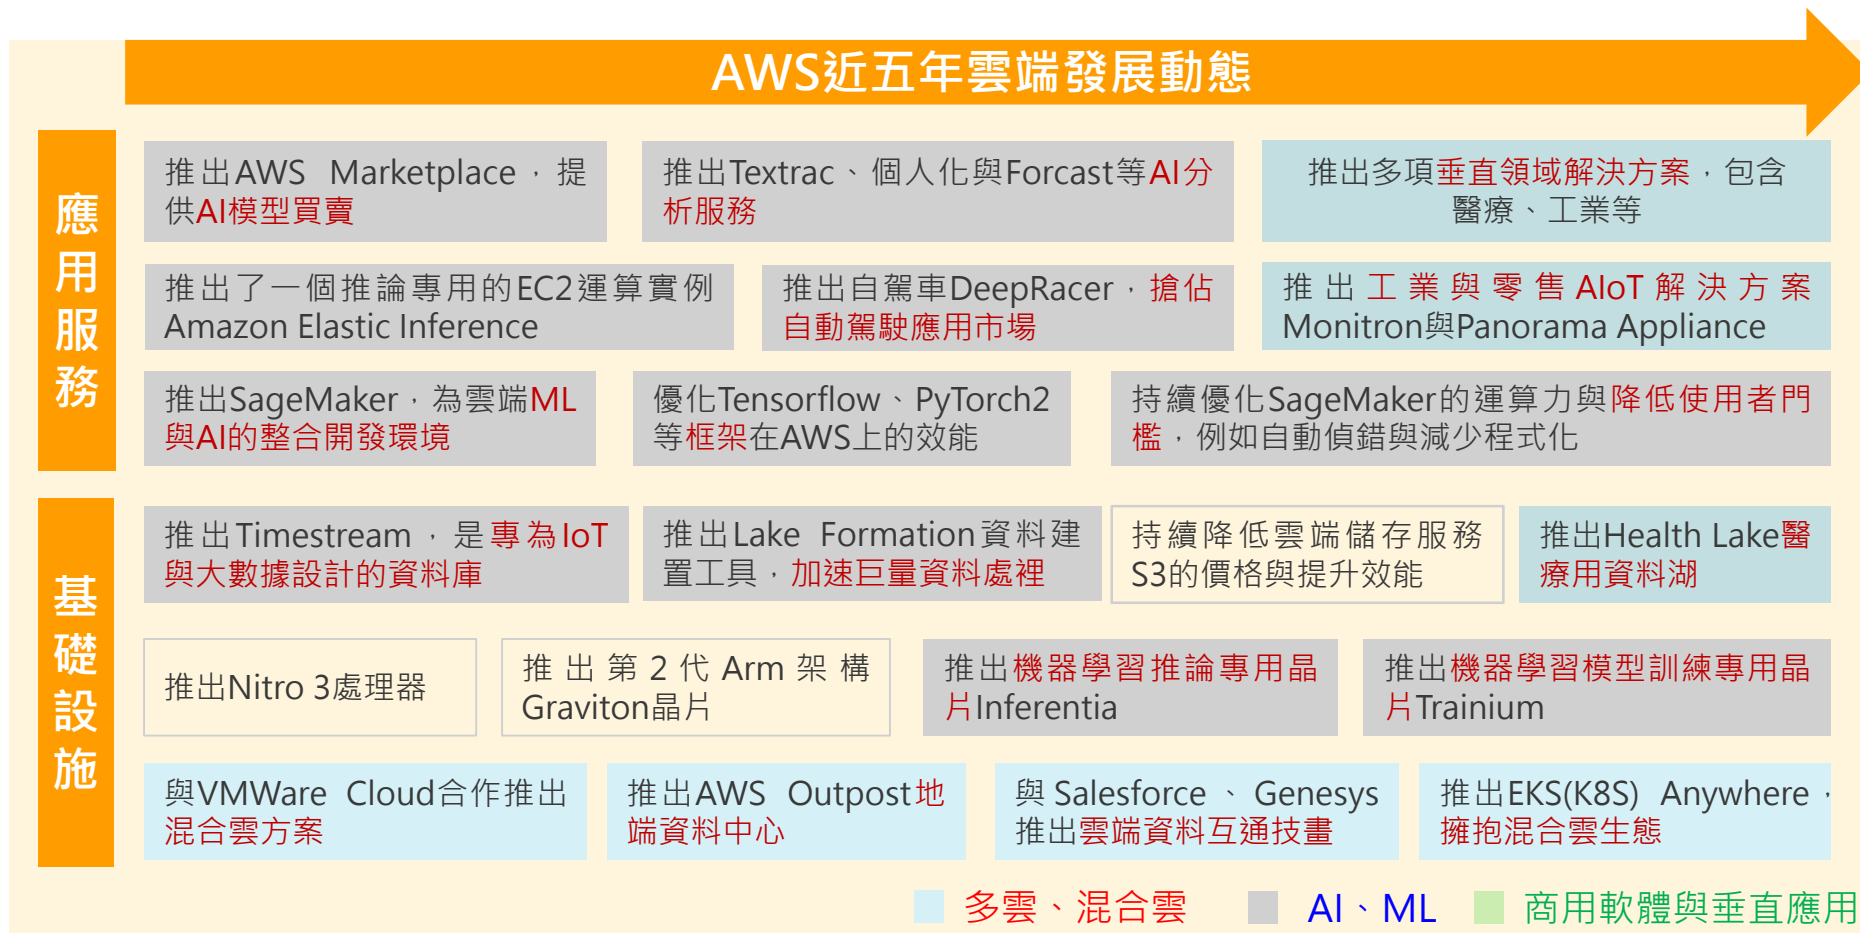 AWS近五年雲端發展動態
應用服務
推出AWS Marketplace，提
供AI模型買賣
推出Textrac、個人化與Forcast等AI分
析服務
推出多項垂直領域解決方案，包含
醫療、工業等
推出了一個推論專用的EC2運算實例
Amazon Elastic Inference
推出自駕車DeepRacer，搶佔
自動駕駛應用市場
推出工業與零售AIoT解決方案
Monitron與Panorama Appliance
推出SageMaker，為雲端ML
與AI的整合開發環境
優化Tensorflow、PyTorch2
等框架在AWS上的效能
持續優化SageMaker的運算力與降低使用者門
檻，例如自動偵錯與減少程式化
基礎設施
推出Timestream，是專為IoT
與大數據設計的資料庫
推出Lake Formation資料建
置工具，加速巨量資料處裡
持續降低雲端儲存服務
S3的價格與提升效能
推出Health Lake醫
療用資料湖
推出Nitro 3處理器
推出第2代Arm架構
Graviton晶片
推出機器學習推論專用晶
片Inferentia
推出機器學習模型訓練專用晶
片Trainium
與VMWare Cloud合作推出
混合雲方案
推出AWS Outpost地
端資料中心
與Salesforce、Genesys
推出雲端資料互通技畫
推出EKS(K8S) Anywhere，
擁抱混合雲生態
多雲、混合雲
AI、ML
商用軟體與垂直應用